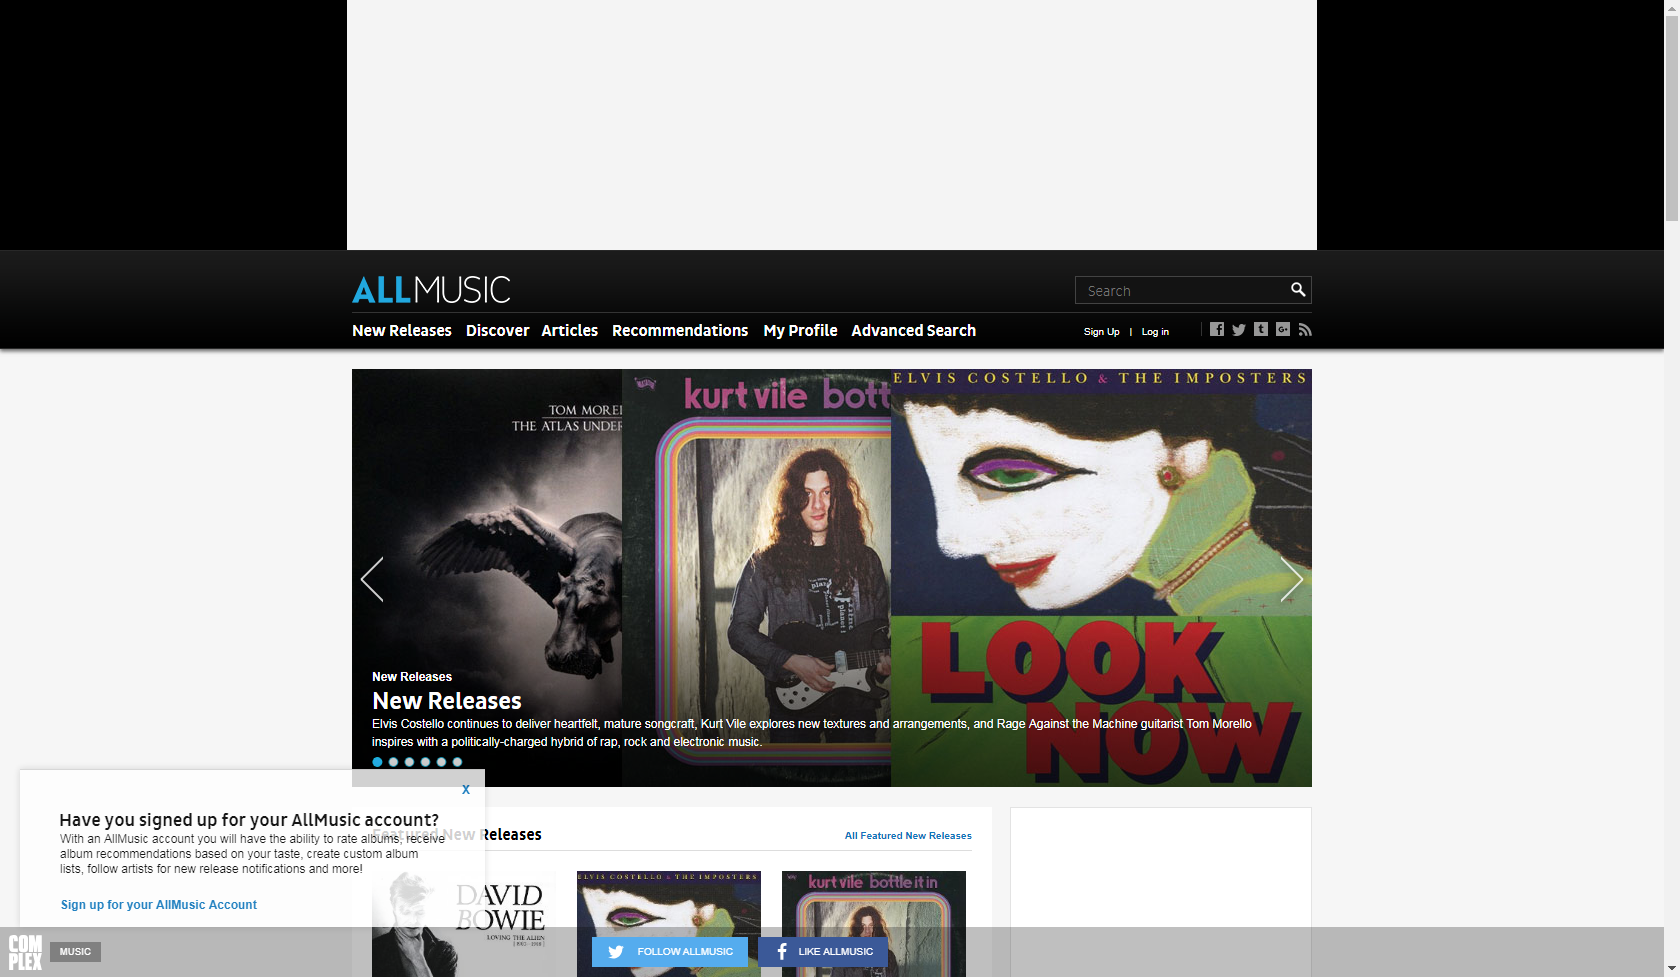 ALLMUSIC
Search
New Releases Discover Articles Recommendations My Profile Advanced Search
Sign Up | Log in
TOM MOREL
THE ATLAS UNDER
kurt vile bott
ELVIS COSTELLO & THE IMPOSTERS
LOOK
NOW
New Releases
New Releases
Elvis Costello continues to deliver heartfelt, mature songcraft, Kurt Vile explores new textures and arrangements, and Rage Against the Machine guitarist Tom Morello
inspires with a politically-charged hybrid of rap, rock and electronic music.
X
Have you signed up for your AllMusic account?
With an AllMusic account you will have the ability to rate albums, receive
album recommendations based on your taste, create custom album
lists, follow artists for new release notifications and more!
Sign up for your AllMusic Account
Featured New Releases
All Featured New Releases
DAVID
BOWIE
LOVING THE ALIEN
ELVIS COSTELLO & THE IMPOSTERS
kurt vile bottle it in
COM
PLEX
MUSIC
FOLLOW ALLMUSIC
LIKE ALLMUSIC